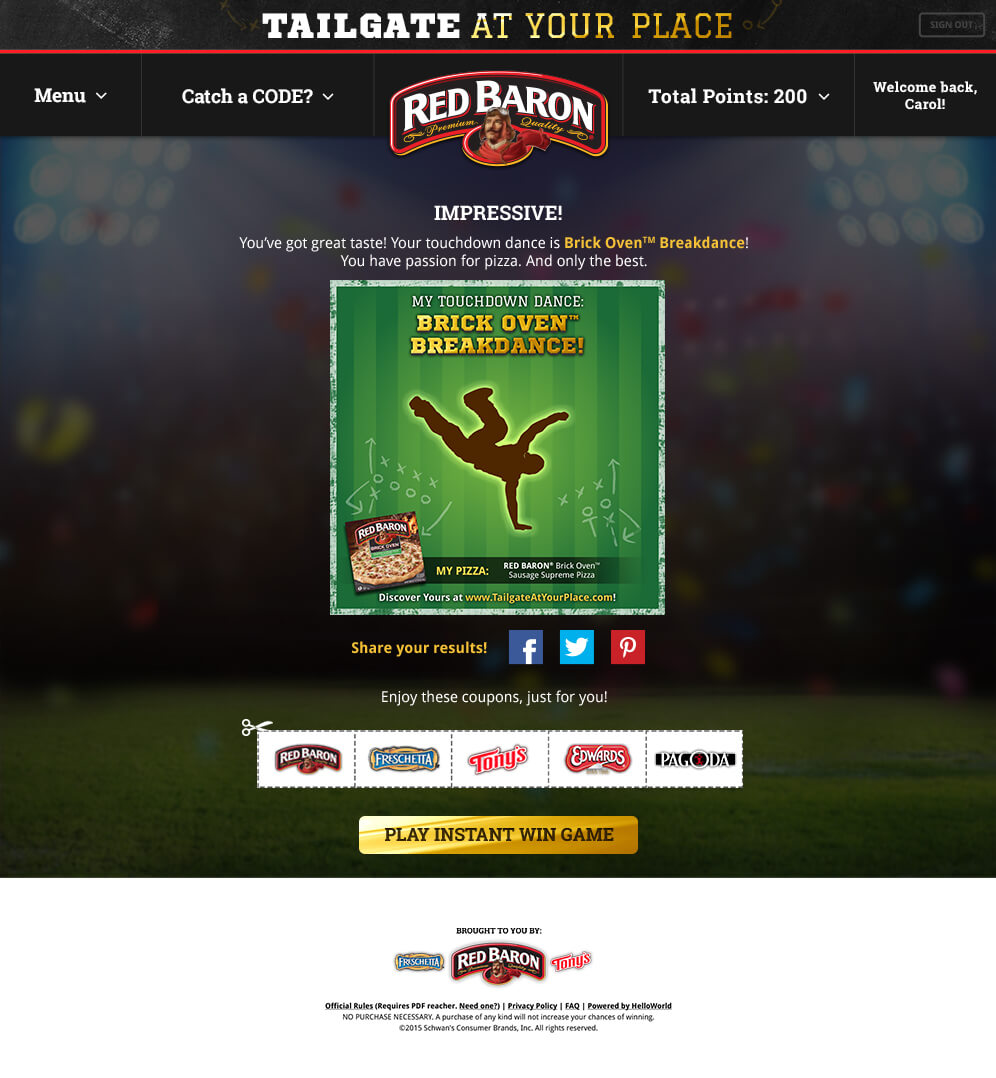 TAILGATE AT YOUR PLACE
SIGN OUT
Menu
Catch a CODE?
RED BARON
Premium Quality
Total Points: 200
Welcome back,
Carol!
IMPRESSIVE!
You've got great taste! Your touchdown dance is Brick Oven™ Breakdance!
You have passion for pizza. And only the best.
MY TOUCHDOWN DANCE:
BRICK OVEN™
BREAKDANCE!
RED BARON
BRICK OVEN
MY PIZZA:
RED BARON® Brick Oven™
Sausage Supreme Pizza
Discover Yours at www.TailgateAtYourPlace.com!
Share your results!
Enjoy these coupons, just for you!
RED BARON
FRESCHETTA
Tony's
EDWARDS
PAGODA
PLAY INSTANT WIN GAME
BROUGHT TO YOU BY:
FRESCHETTA
RED BARON
Premium Quality
Tony's
Official Rules (Requires PDF reacher. Need one?) | Privacy Policy | FAQ | Powered by HelloWorld
NO PURCHASE NECESSARY. A purchase of any kind will not increase your chances of winning.
©2015 Schwan's Consumer Brands, Inc. All rights reserved.